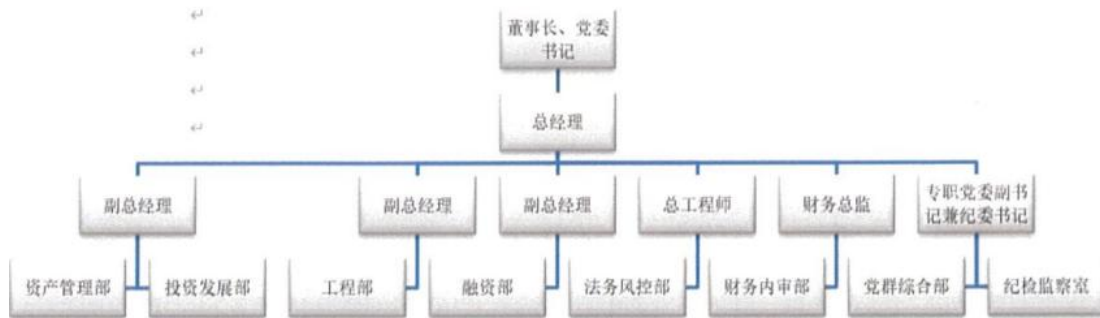 董事长、党委
书记
总经理
副总经理
副总经理
副总经理
总工程师
财务总监
专职党委副书
记兼纪委书记
资产管理部
投资发展部
工程部
融资部
法务风控部
财务内审部
党群综合部
纪检监察室